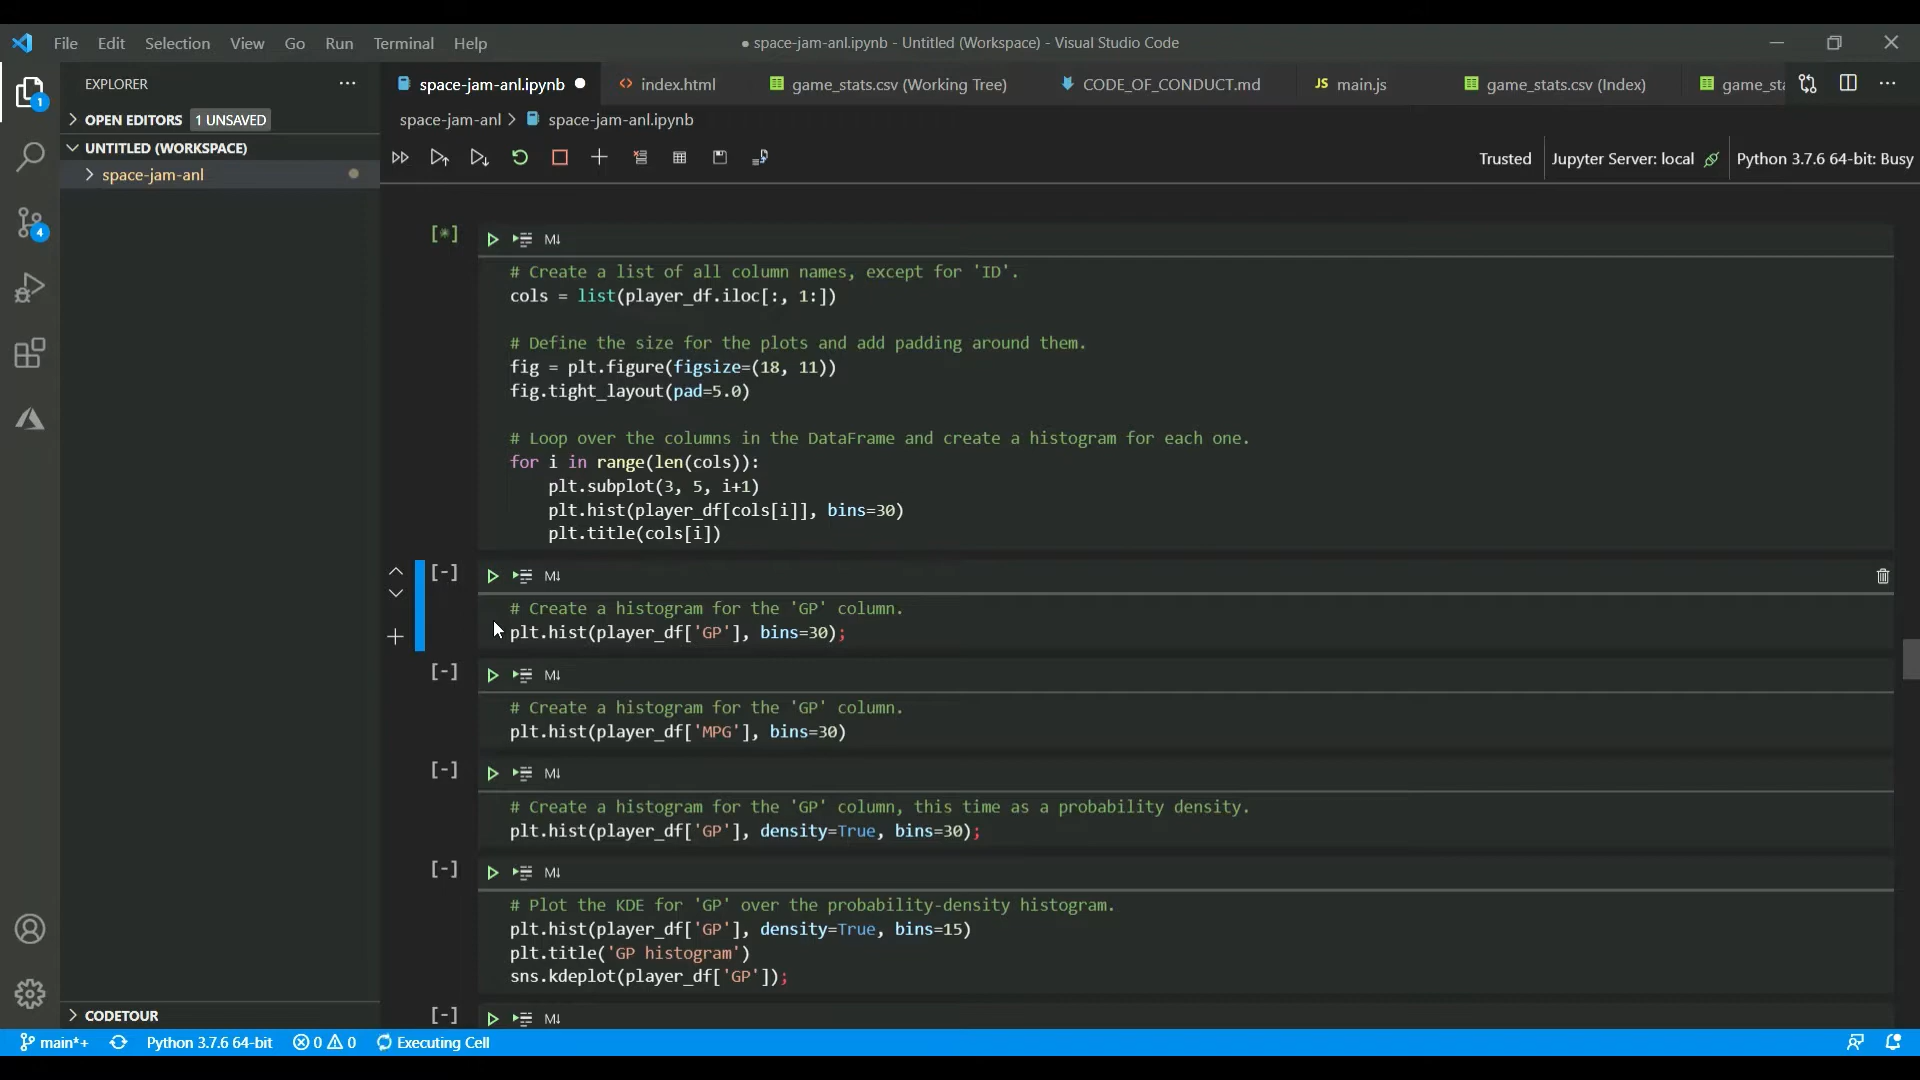 File Edit Selection View Go Run Terminal Help
● space-jam-anl.ipynb - Untitled (Workspace) - Visual Studio Code
EXPLORER
space-jam-anl.ipynb ●
<> index.html
game_stats.csv (Working Tree)
CODE_OF_CONDUCT.md
JS main.js
game_stats.csv (Index)
game_sta
1
OPEN EDITORS 1 UNSAVED
UNTITLED (WORKSPACE)
space-jam-anl
4
space-jam-anl > space-jam-anl.ipynb
Trusted
Jupyter Server: local
Python 3.7.6 64-bit: Busy
[*]
M↓
# Create a list of all column names, except for 'ID'.
cols = list(player_df.iloc[:, 1:])
# Define the size for the plots and add padding around them.
fig = plt.figure(figsize=(18, 11))
fig.tight_layout(pad=5.0)
# Loop over the columns in the DataFrame and create a histogram for each one.
for i in range(len(cols)):
plt.subplot(3, 5, i+1)
plt.hist(player_df[cols[i]], bins=30)
plt.title(cols[i])
[-]
M↓
# Create a histogram for the 'GP' column.
plt.hist(player_df['GP'], bins=30);
[-]
M↓
# Create a histogram for the 'GP' column.
plt.hist(player_df['MPG'], bins=30)
[-]
M↓
# Create a histogram for the 'GP' column, this time as a probability density.
plt.hist(player_df['GP'], density=True, bins=30);
[-]
M↓
# Plot the KDE for 'GP' over the probability-density histogram.
plt.hist(player_df['GP'], density=True, bins=15)
plt.title('GP histogram')
sns.kdeplot(player_df['GP']);
[-]
M↓
CODETOUR
main*+
Python 3.7.6 64-bit
0 0
Executing Cell